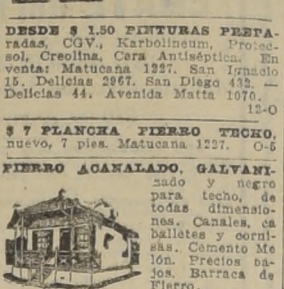 DESDE $ 1.50 PINTURAS PREPA-
radas, CGV., Karbolineum, Protec-
sol, Creolina, Cera Antiséptica. En
venta: Matucana 1227. San Ignacio
15. Delicias 2967. San Diego 432. —
Delicias 44. Avenida Matta 1070.
12-O
$ 7 PLANCHA FIERRO TECHO,
nuevo, 7 pies. Matucana 1227. O-5
FIERRO ACANALADO, GALVANI-
zado y negro
para techo, de
todas dimensio-
nes. Canales, ca
balletes y corni-
sas. Cemento Me
lón. Precios ba-
jos. Barraca de
Fierro.